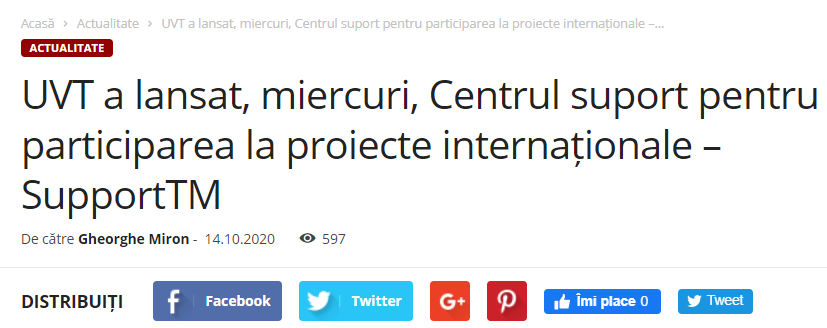 Acasă › Actualitate › UVT a lansat, miercuri, Centrul suport pentru participarea la proiecte internaționale –...
ACTUALITATE
UVT a lansat, miercuri, Centrul suport pentru
participarea la proiecte internaționale –
SupportTM
De către Gheorghe Miron - 14.10.2020 597
DISTRIBUIȚI Facebook Twitter G+ Îmi place 0 Tweet